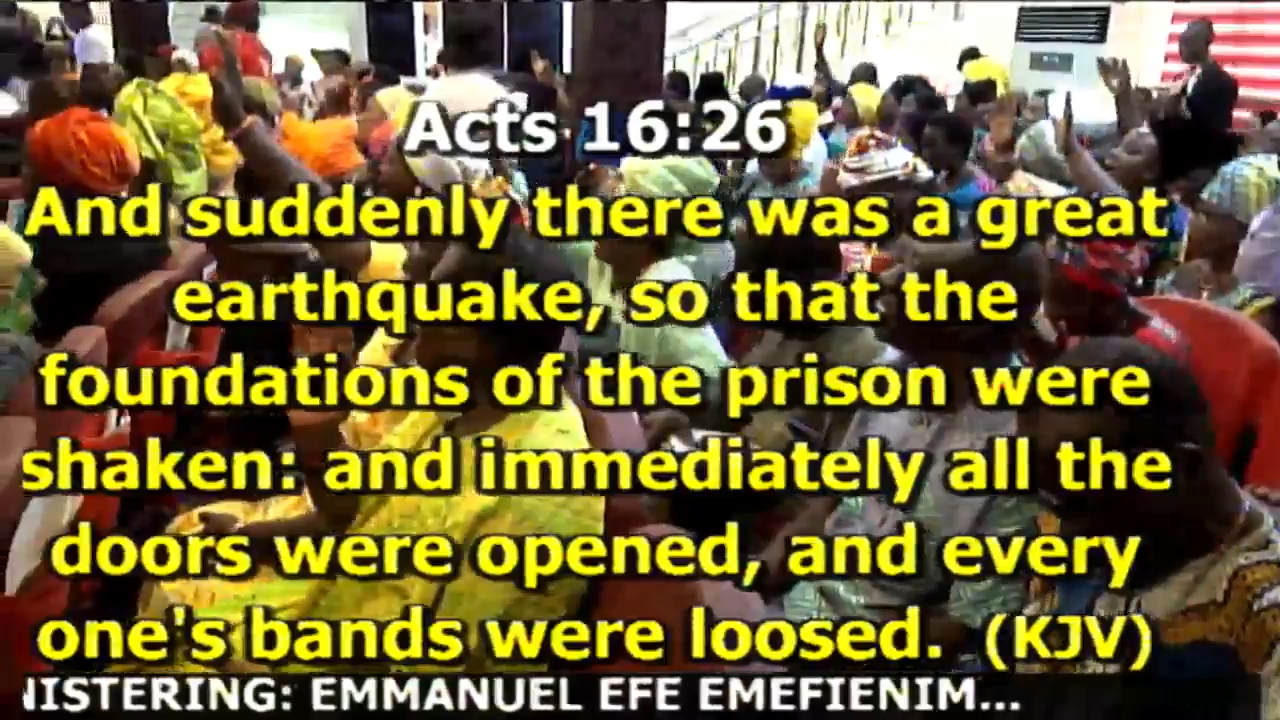 Acts 16:26
And suddenly there was a great
earthquake, so that the
foundations of the prison were
shaken: and immediately all the
doors were opened, and every
one's bands were loosed. (KJV)
NISTERING: EMMANUEL EFE EMEFIENIM...